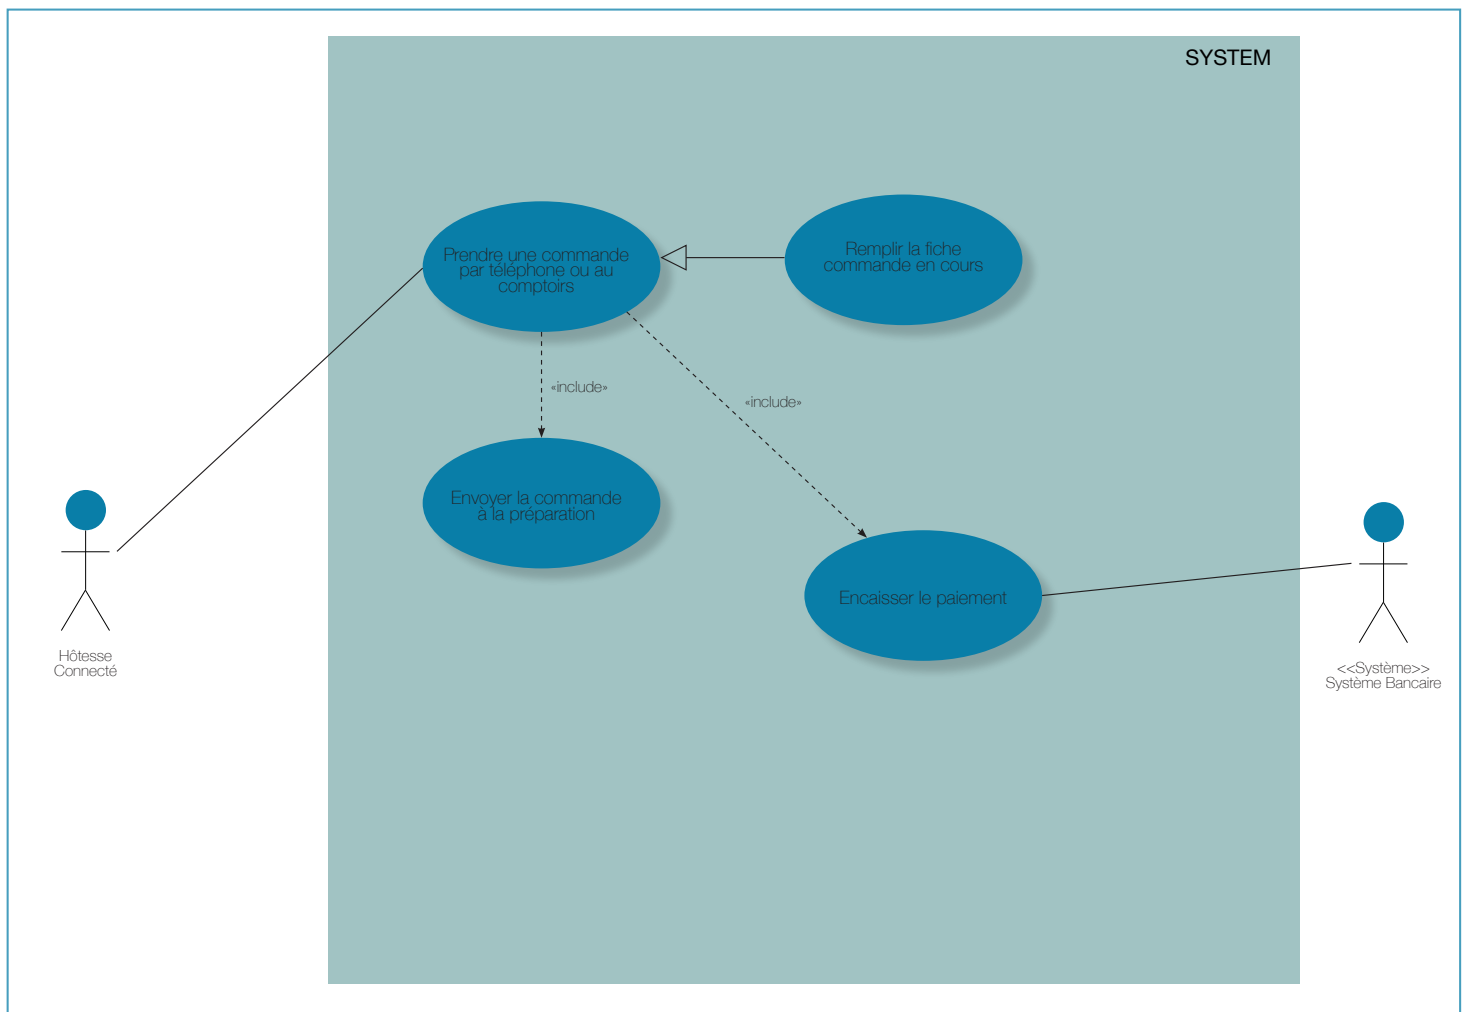 SYSTEM
Prendre une commande
par téléphone ou au
comptoirs
Remplir la fiche
commande en cours
«include»
«include»
Envoyer la commande
à la préparation
Encaisser le paiement
Hôtesse
Connecté
<<Système>>
Système Bancaire